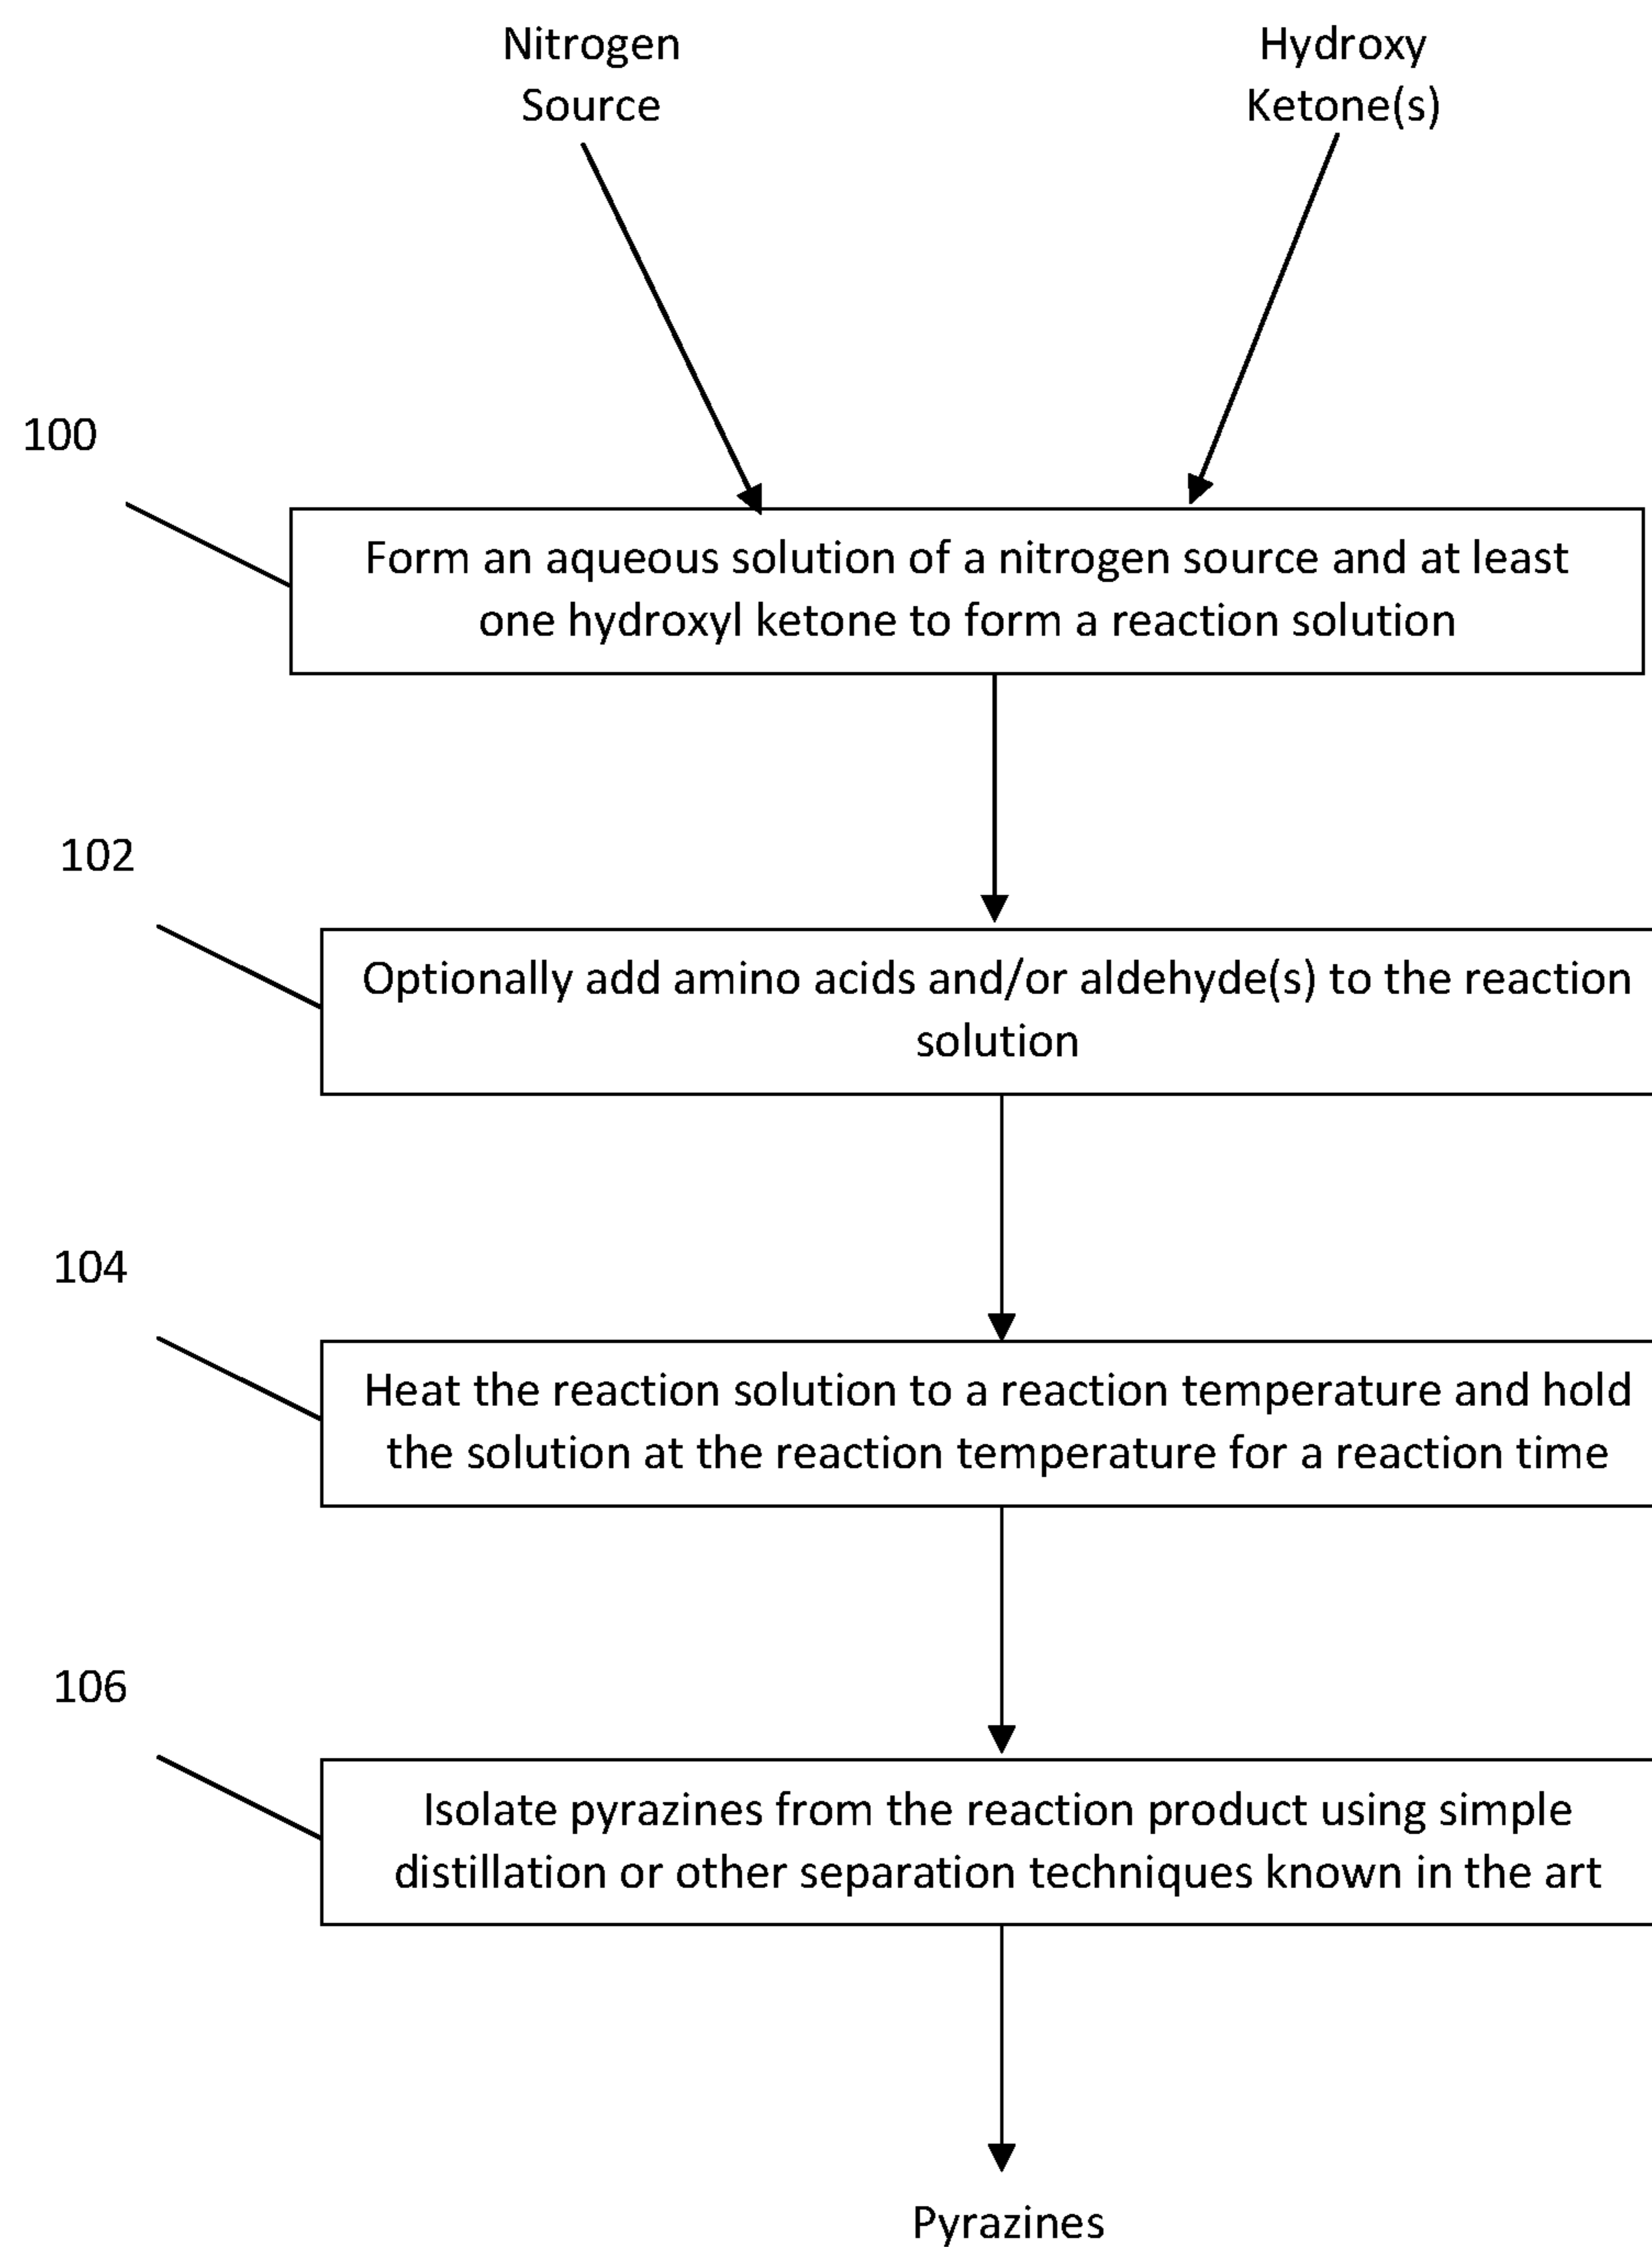 Nitrogen
Source
Hydroxy
Ketone(s)
100
Form an aqueous solution of a nitrogen source and at least
one hydroxyl ketone to form a reaction solution
102
Optionally add amino acids and/or aldehyde(s) to the reaction
solution
104
Heat the reaction solution to a reaction temperature and hold
the solution at the reaction temperature for a reaction time
106
Isolate pyrazines from the reaction product using simple
distillation or other separation techniques known in the art
Pyrazines